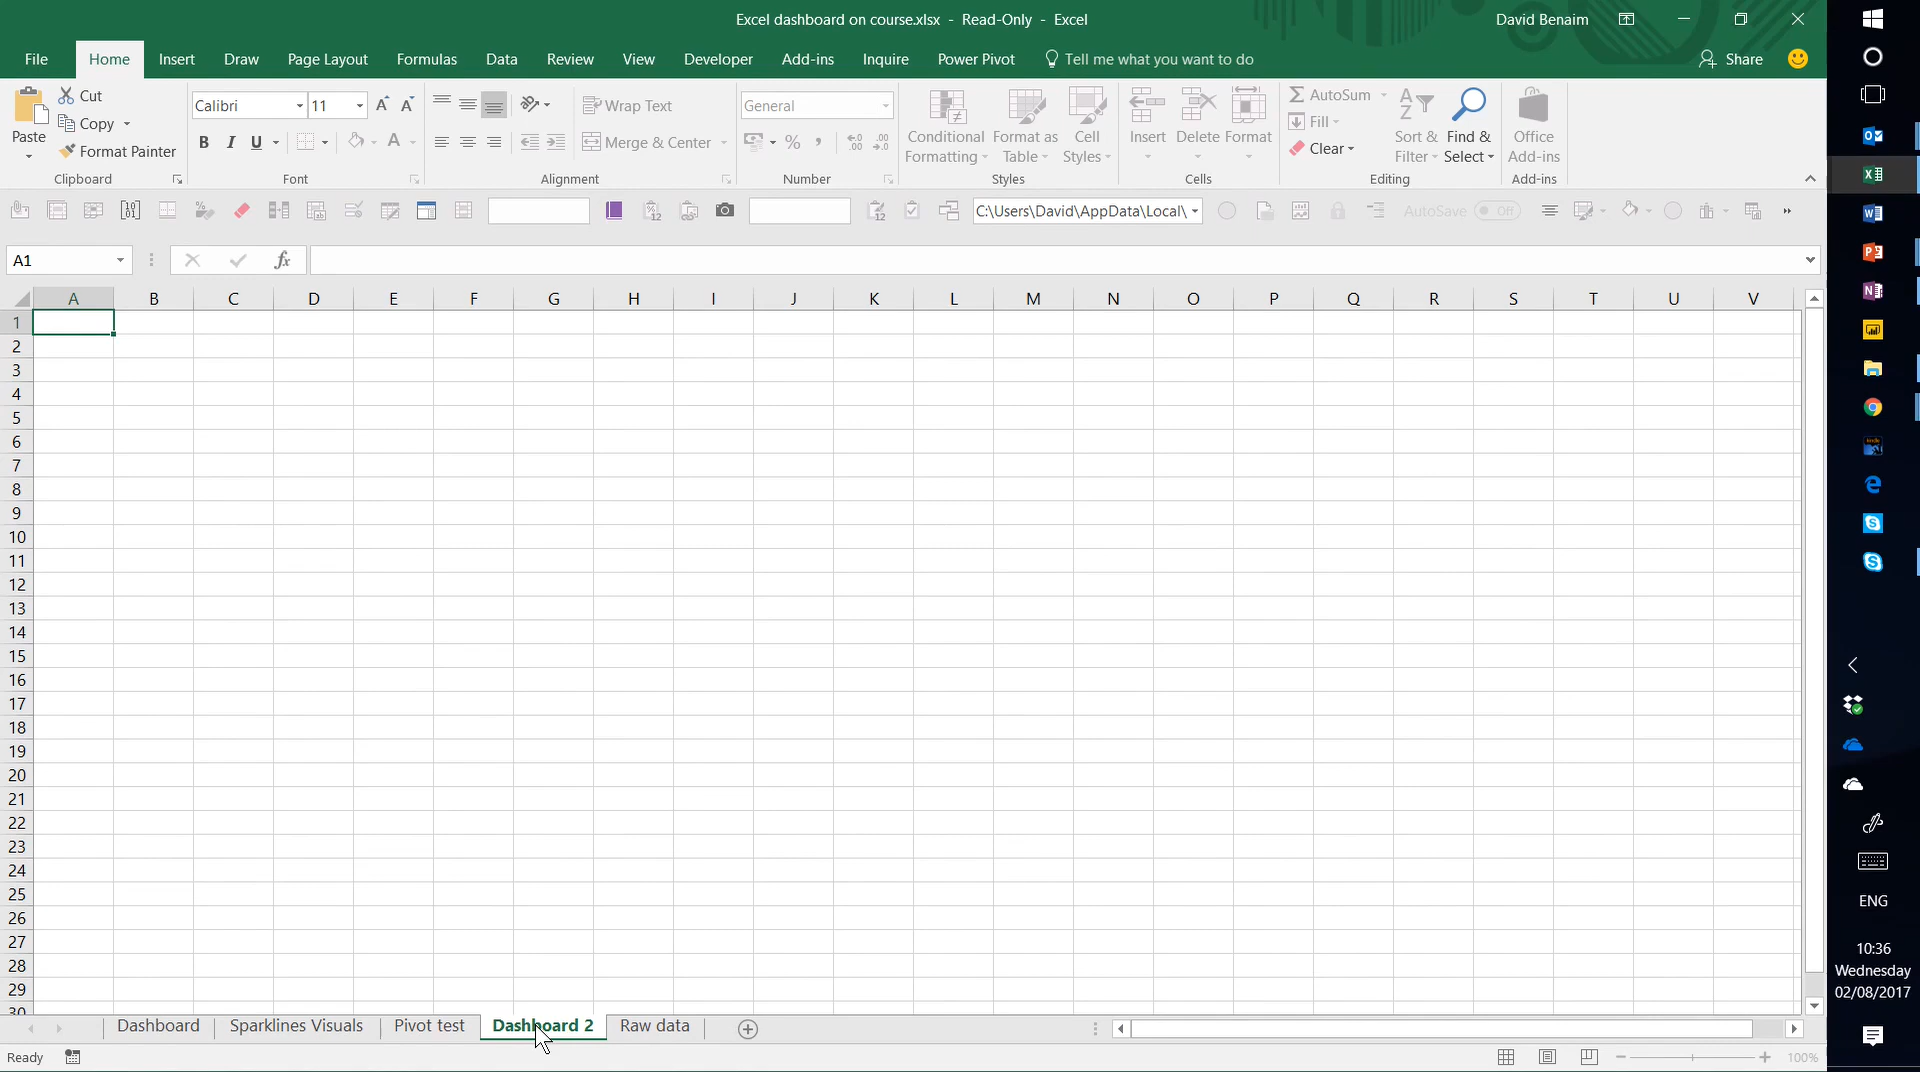 Excel dashboard on course.xlsx - Read-Only - Excel
David Benaim
File Home Insert Draw Page Layout Formulas Data Review View Developer Add-ins Inquire Power Pivot Tell me what you want to do Share
Paste
Cut
Copy
Format Painter
Clipboard
Calibri 11
B I U
Font
Wrap Text
Merge & Center
Alignment
General
%
Number
Conditional Formatting
Format as Table
Cell Styles
Styles
Insert Delete Format
Cells
AutoSum
Fill
Clear
Sort & Filter
Find & Select
Editing
Office Add-ins
Add-ins
C:\Users\David\AppData\Local\
AutoSave Off
A1
fx
A B C D E F G H I J K L M N O P Q R S T U V
1
2
3
4
5
6
7
8
9
10
11
12
13
14
15
16
17
18
19
20
21
22
23
24
25
26
27
28
29
30
Dashboard Sparklines Visuals Pivot test Dashboard 2 Raw data
Ready
100%
ENG
10:36
Wednesday
02/08/2017